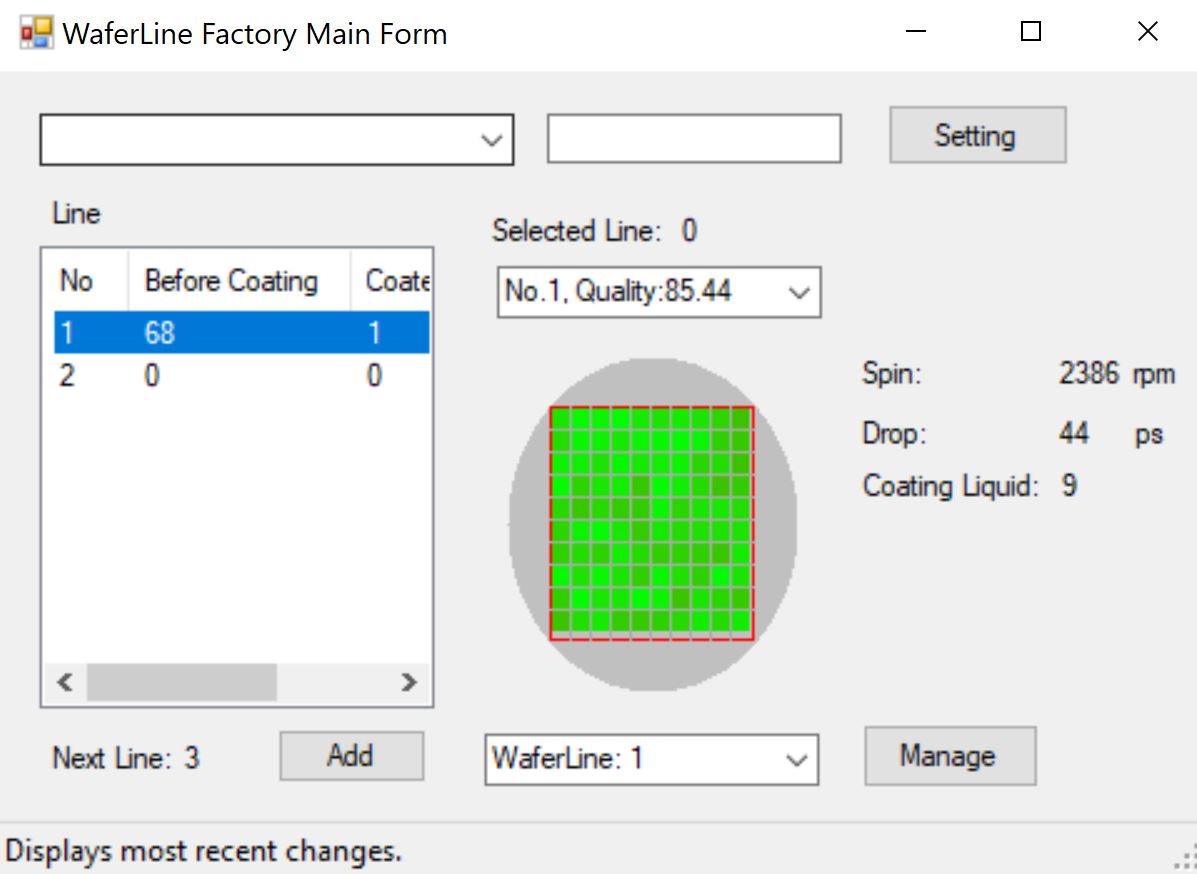 WaferLine Factory Main Form
Setting
Line
Selected Line: 0
No Before Coating Coate
1 68 1
2 0 0
No.1, Quality:85.44
Spin: 2386 rpm
Drop: 44 ps
Coating Liquid: 9
Next Line: 3
Add
WaferLine: 1
Manage
Displays most recent changes.